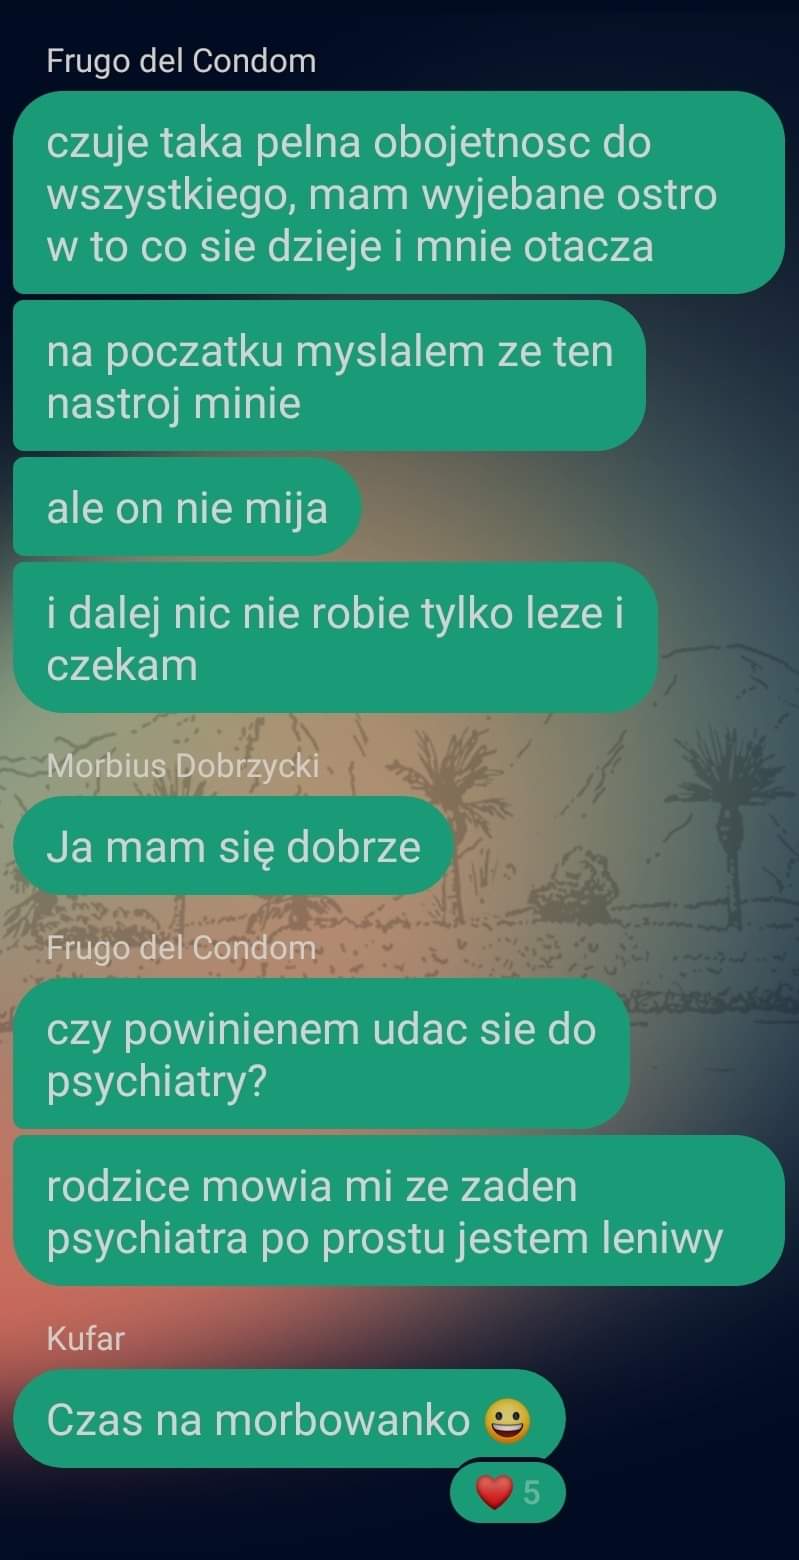 Frugo del Condom
czuje taka pelna obojetnosc do
wszystkiego, mam wyjebane ostro
w to co sie dzieje i mnie otacza
na poczatku myslalem ze ten
nastroj minie
ale on nie mija
i dalej nic nie robie tylko leze i
czekam
Morbius Dobrzycki
Ja mam się dobrze
Frugo del Condom
czy powinienem udac sie do
psychiatry?
rodzice mowia mi ze zaden
psychiatra po prostu jestem leniwy
Kufar
Czas na morbowanko 😀
❤️ 5